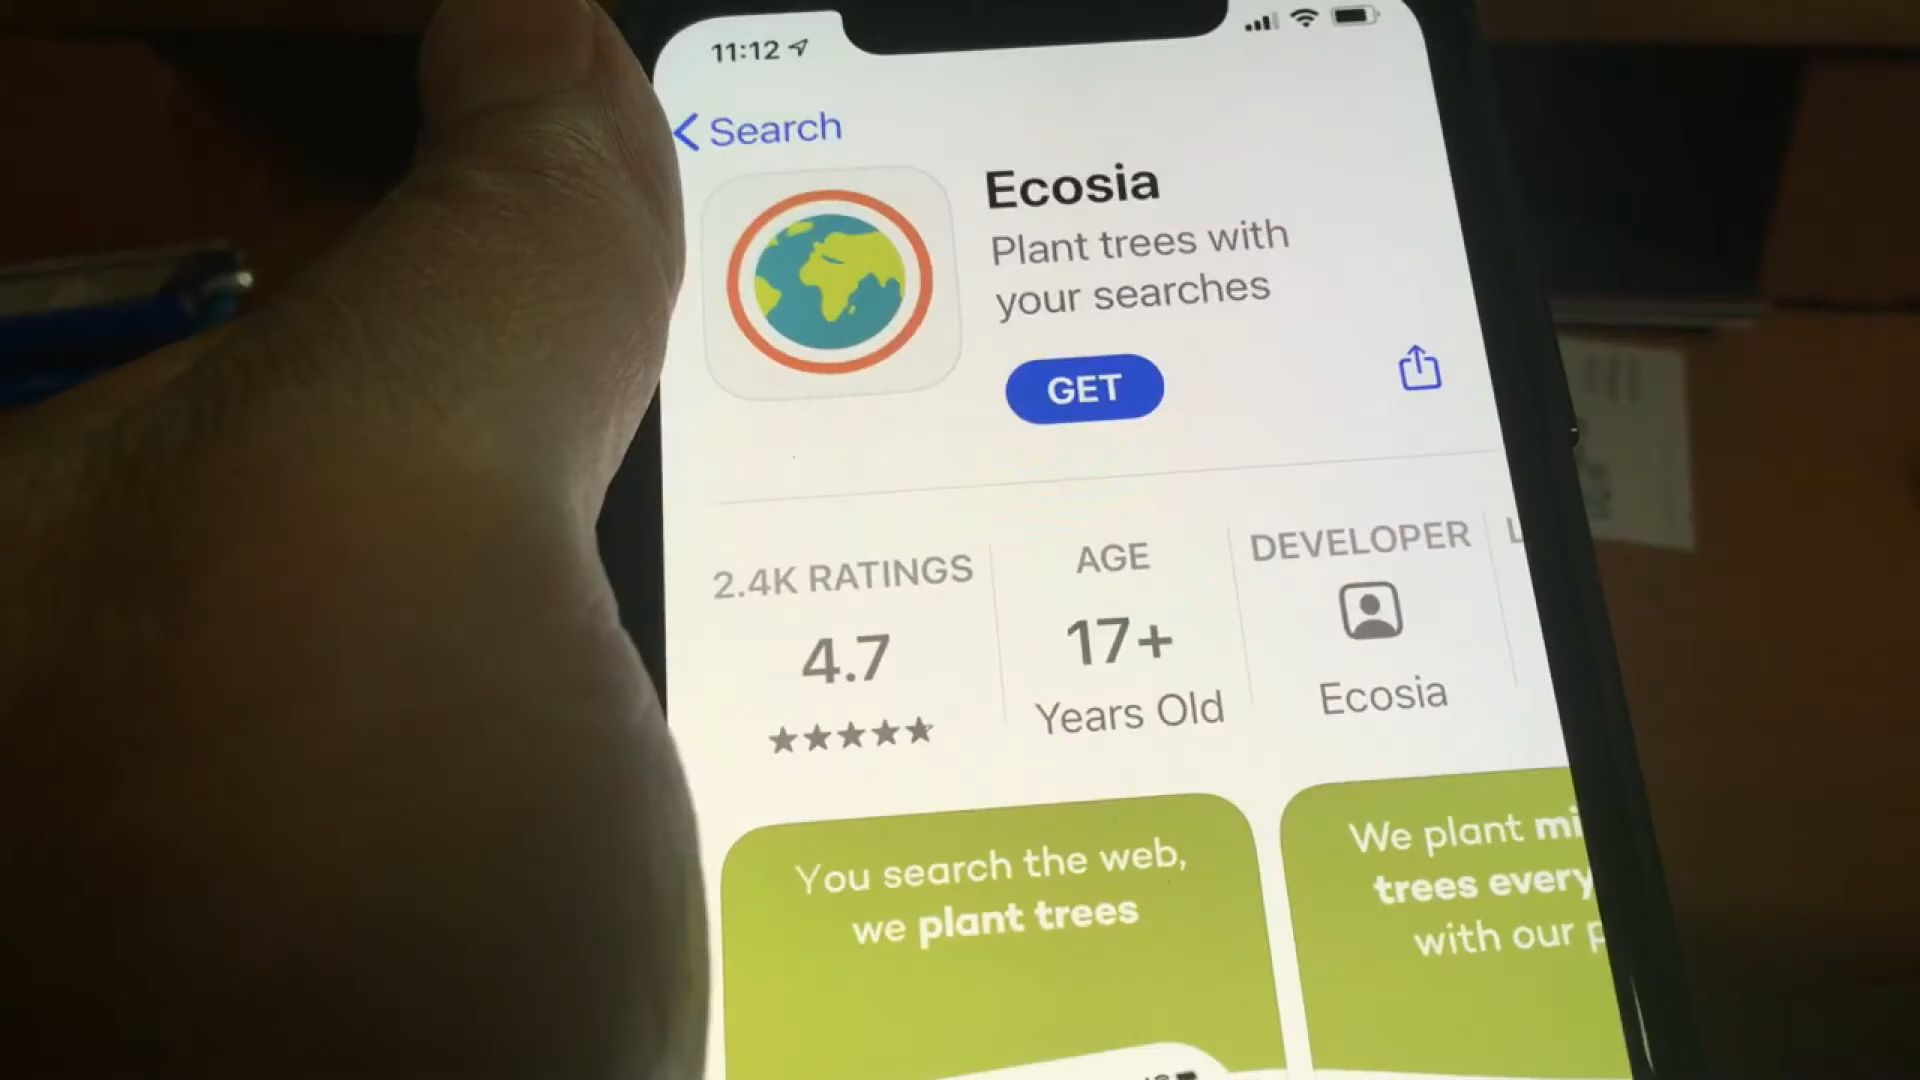 11:12
Search
Ecosia
Plant trees with
your searches
GET
2.4K RATINGS
4.7
★★★★★
AGE
17+
Years Old
DEVELOPER
Ecosia
You search the web,
we plant trees
We plant
trees every
with our